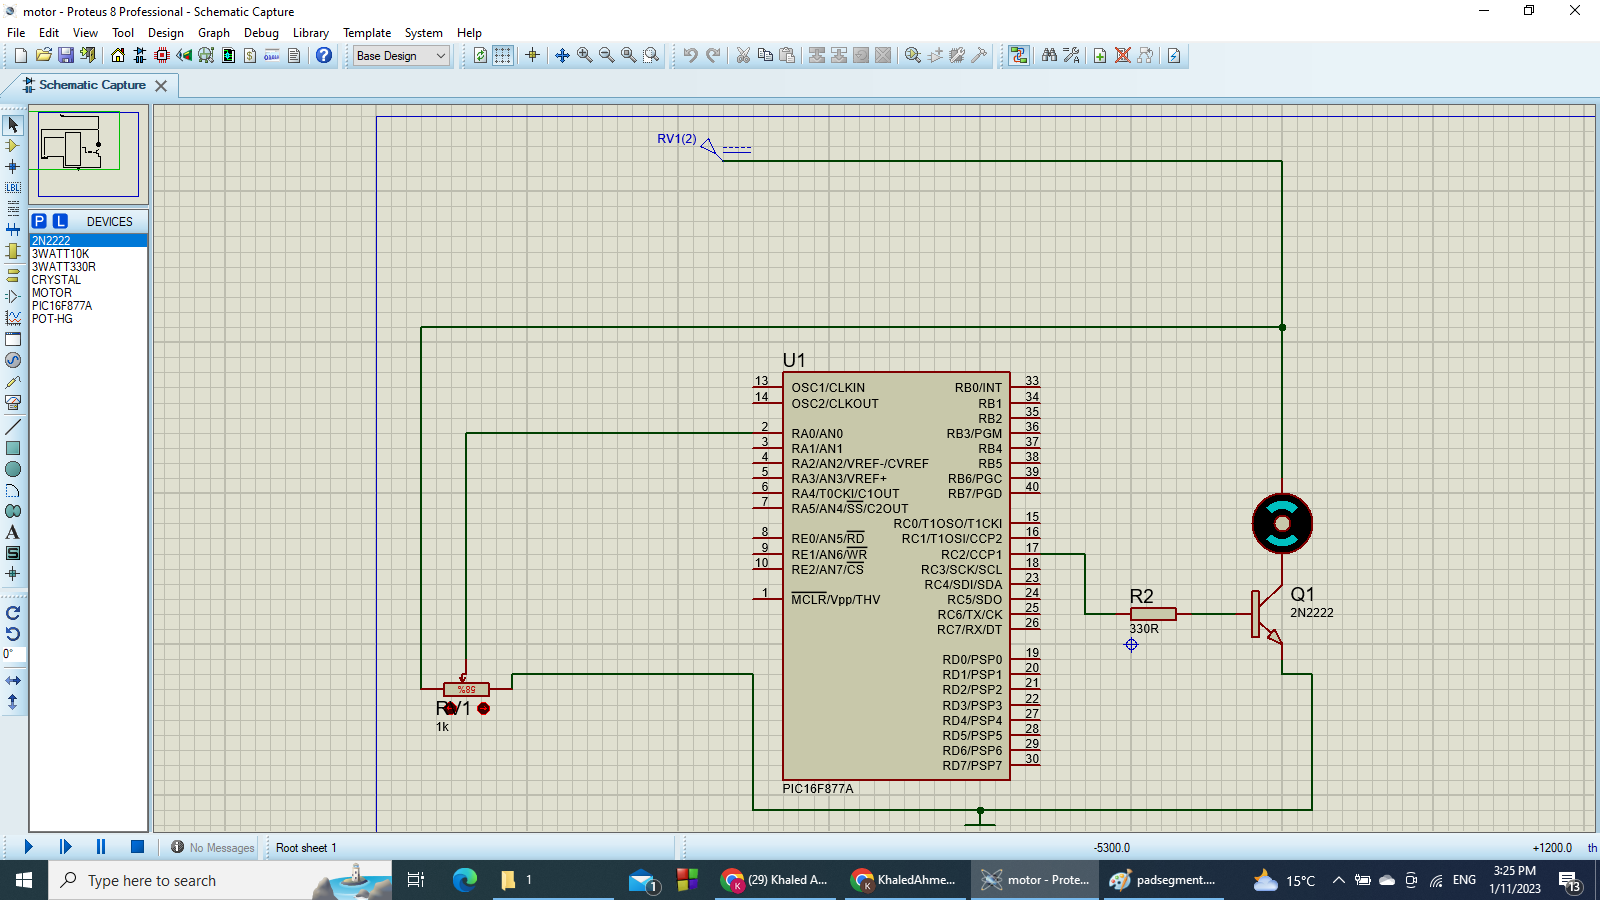 motor - Proteus 8 Professional - Schematic Capture
File Edit View Tool Design Graph Debug Library Template System Help
Base Design
Schematic Capture
P L DEVICES
2N2222
3WATT10K
3WATT330R
CRYSTAL
MOTOR
PIC16F877A
POT-HG
LBL
A
S
0°
RV1(2)
U1
13 OSC1/CLKIN RB0/INT 33
14 OSC2/CLKOUT RB1 34
RB2 35
2 RA0/AN0 RB3/PGM 36
3 RA1/AN1 RB4 37
4 RA2/AN2/VREF-/CVREF RB5 38
5 RA3/AN3/VREF+ RB6/PGC 39
6 RA4/T0CKI/C1OUT RB7/PGD 40
7 RA5/AN4/SS/C2OUT
RC0/T1OSO/T1CKI 15
8 RE0/AN5/RD RC1/T1OSI/CCP2 16
9 RE1/AN6/WR RC2/CCP1 17
10 RE2/AN7/CS RC3/SCK/SCL 18
RC4/SDI/SDA 23
1 MCLR/Vpp/THV RC5/SDO 24
RC6/TX/CK 25
RC7/RX/DT 26
RD0/PSP0 19
RD1/PSP1 20
RD2/PSP2 21
RD3/PSP3 22
RD4/PSP4 27
RD5/PSP5 28
RD6/PSP6 29
RD7/PSP7 30
PIC16F877A
R2
330R
Q1
2N2222
RV1
1k
No Messages Root sheet 1 -5300.0 +1200.0 th
Type here to search 1 1 (29) Khaled A... KhaledAhme... motor - Prote... padsegment.... 15°C ENG 3:25 PM
1/11/2023 13